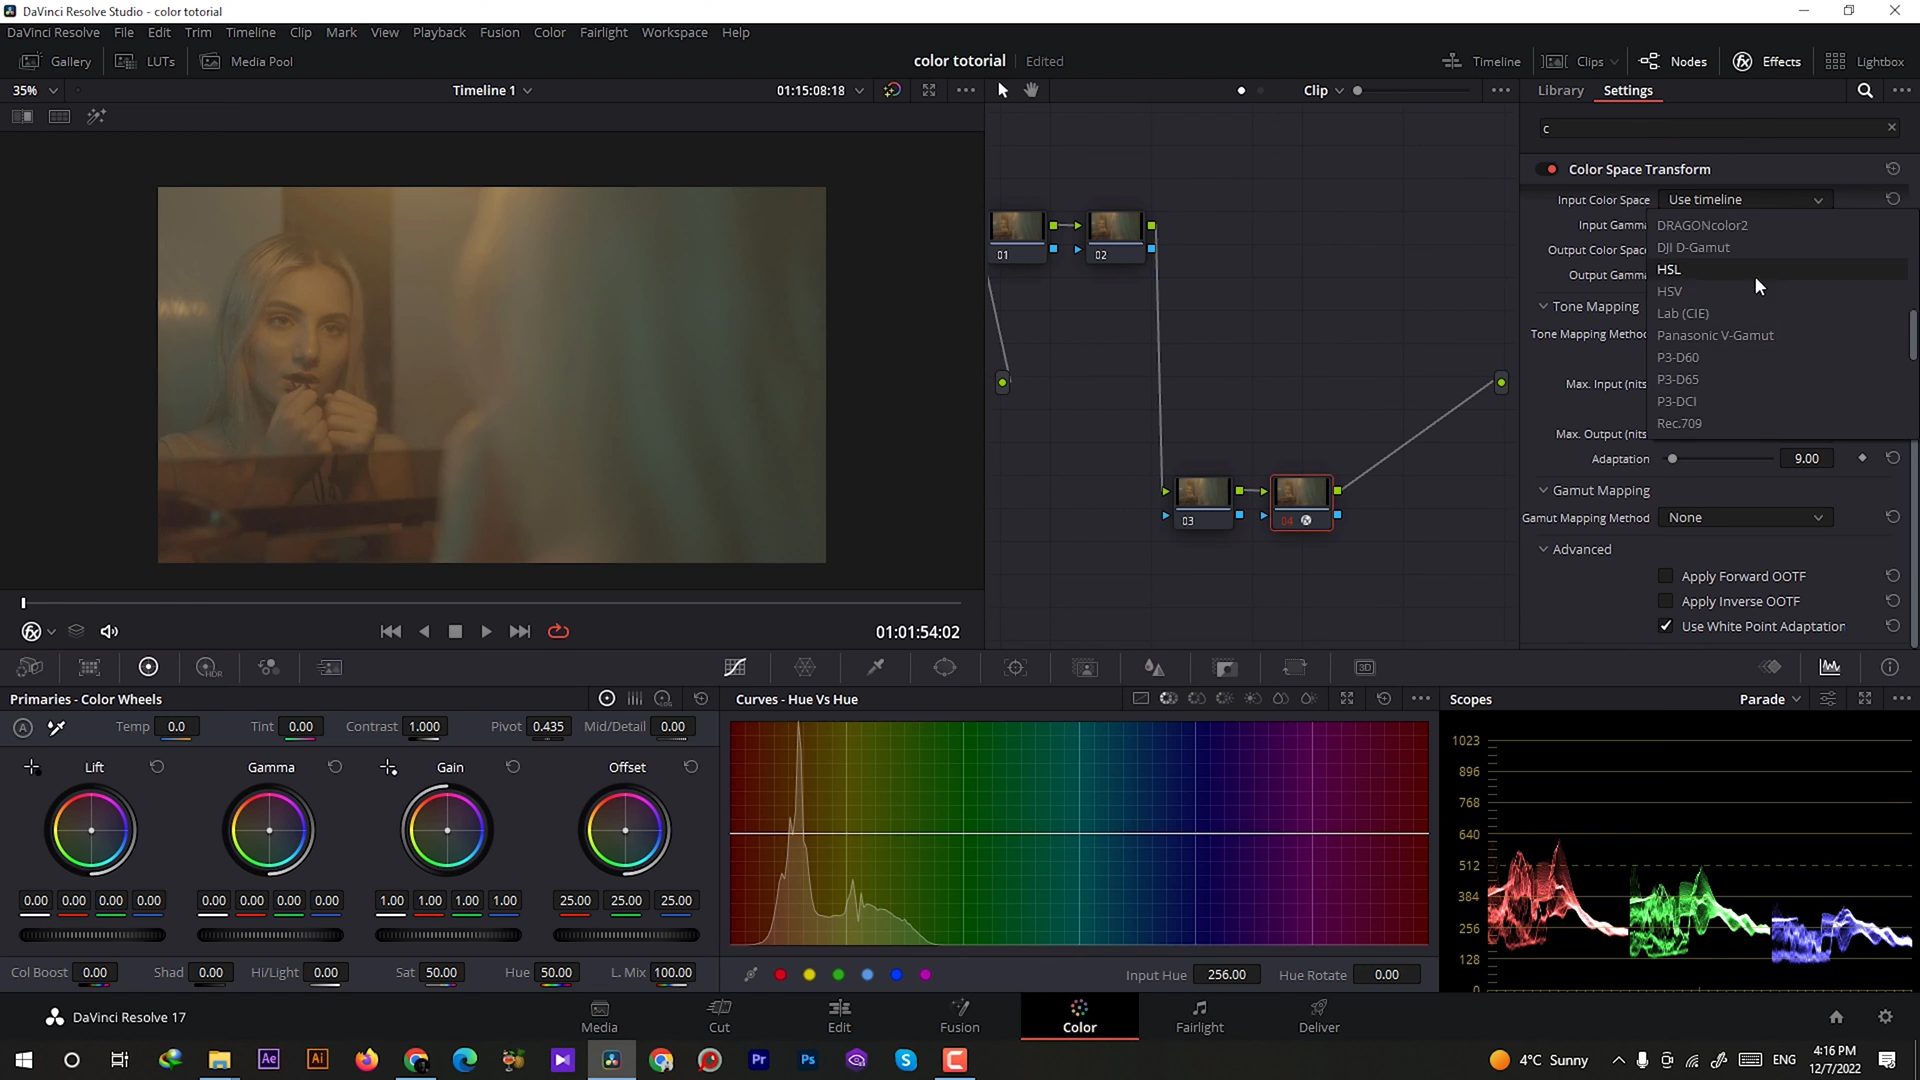 DaVinci Resolve Studio - color totorial
DaVinci Resolve File Edit Trim Timeline Clip Mark View Playback Fusion Color Fairlight Workspace Help
Gallery LUTs Media Pool color totorial Edited Timeline Clips Nodes Effects Lightbox
35% Timeline 1 01:15:08:18 Clip Library Settings
c
Color Space Transform
Input Color Space Use timeline
Input Gamma
Output Color Space
Output Gamma
DRAGONcolor2
DJI D-Gamut
HSL
HSV
Lab (CIE)
Panasonic V-Gamut
P3-D60
P3-D65
P3-DCI
Rec.709
Tone Mapping
Tone Mapping Method
Max. Input (nits
Max. Output (nits
Adaptation 9.00
Gamut Mapping
Gamut Mapping Method None
Advanced
Apply Forward OOTF
Apply Inverse OOTF
Use White Point Adaptation
01 02
03 04
01:01:54:02
3D
Primaries - Color Wheels
Temp 0.0 Tint 0.00 Contrast 1.000 Pivot 0.435 Mid/Detail 0.00
Lift Gamma Gain Offset
0.00 0.00 0.00 0.00 0.00 0.00 0.00 0.00 1.00 1.00 1.00 1.00 25.00 25.00 25.00
Col Boost 0.00 Shad 0.00 Hi/Light 0.00 Sat 50.00 Hue 50.00 L. Mix 100.00
Curves - Hue Vs Hue
Input Hue 256.00 Hue Rotate 0.00
Scopes Parade
1023
896
768
640
512
384
256
128
0
DaVinci Resolve 17
Media Cut Edit Fusion Color Fairlight Deliver
4°C Sunny ENG
4:16 PM
12/7/2022